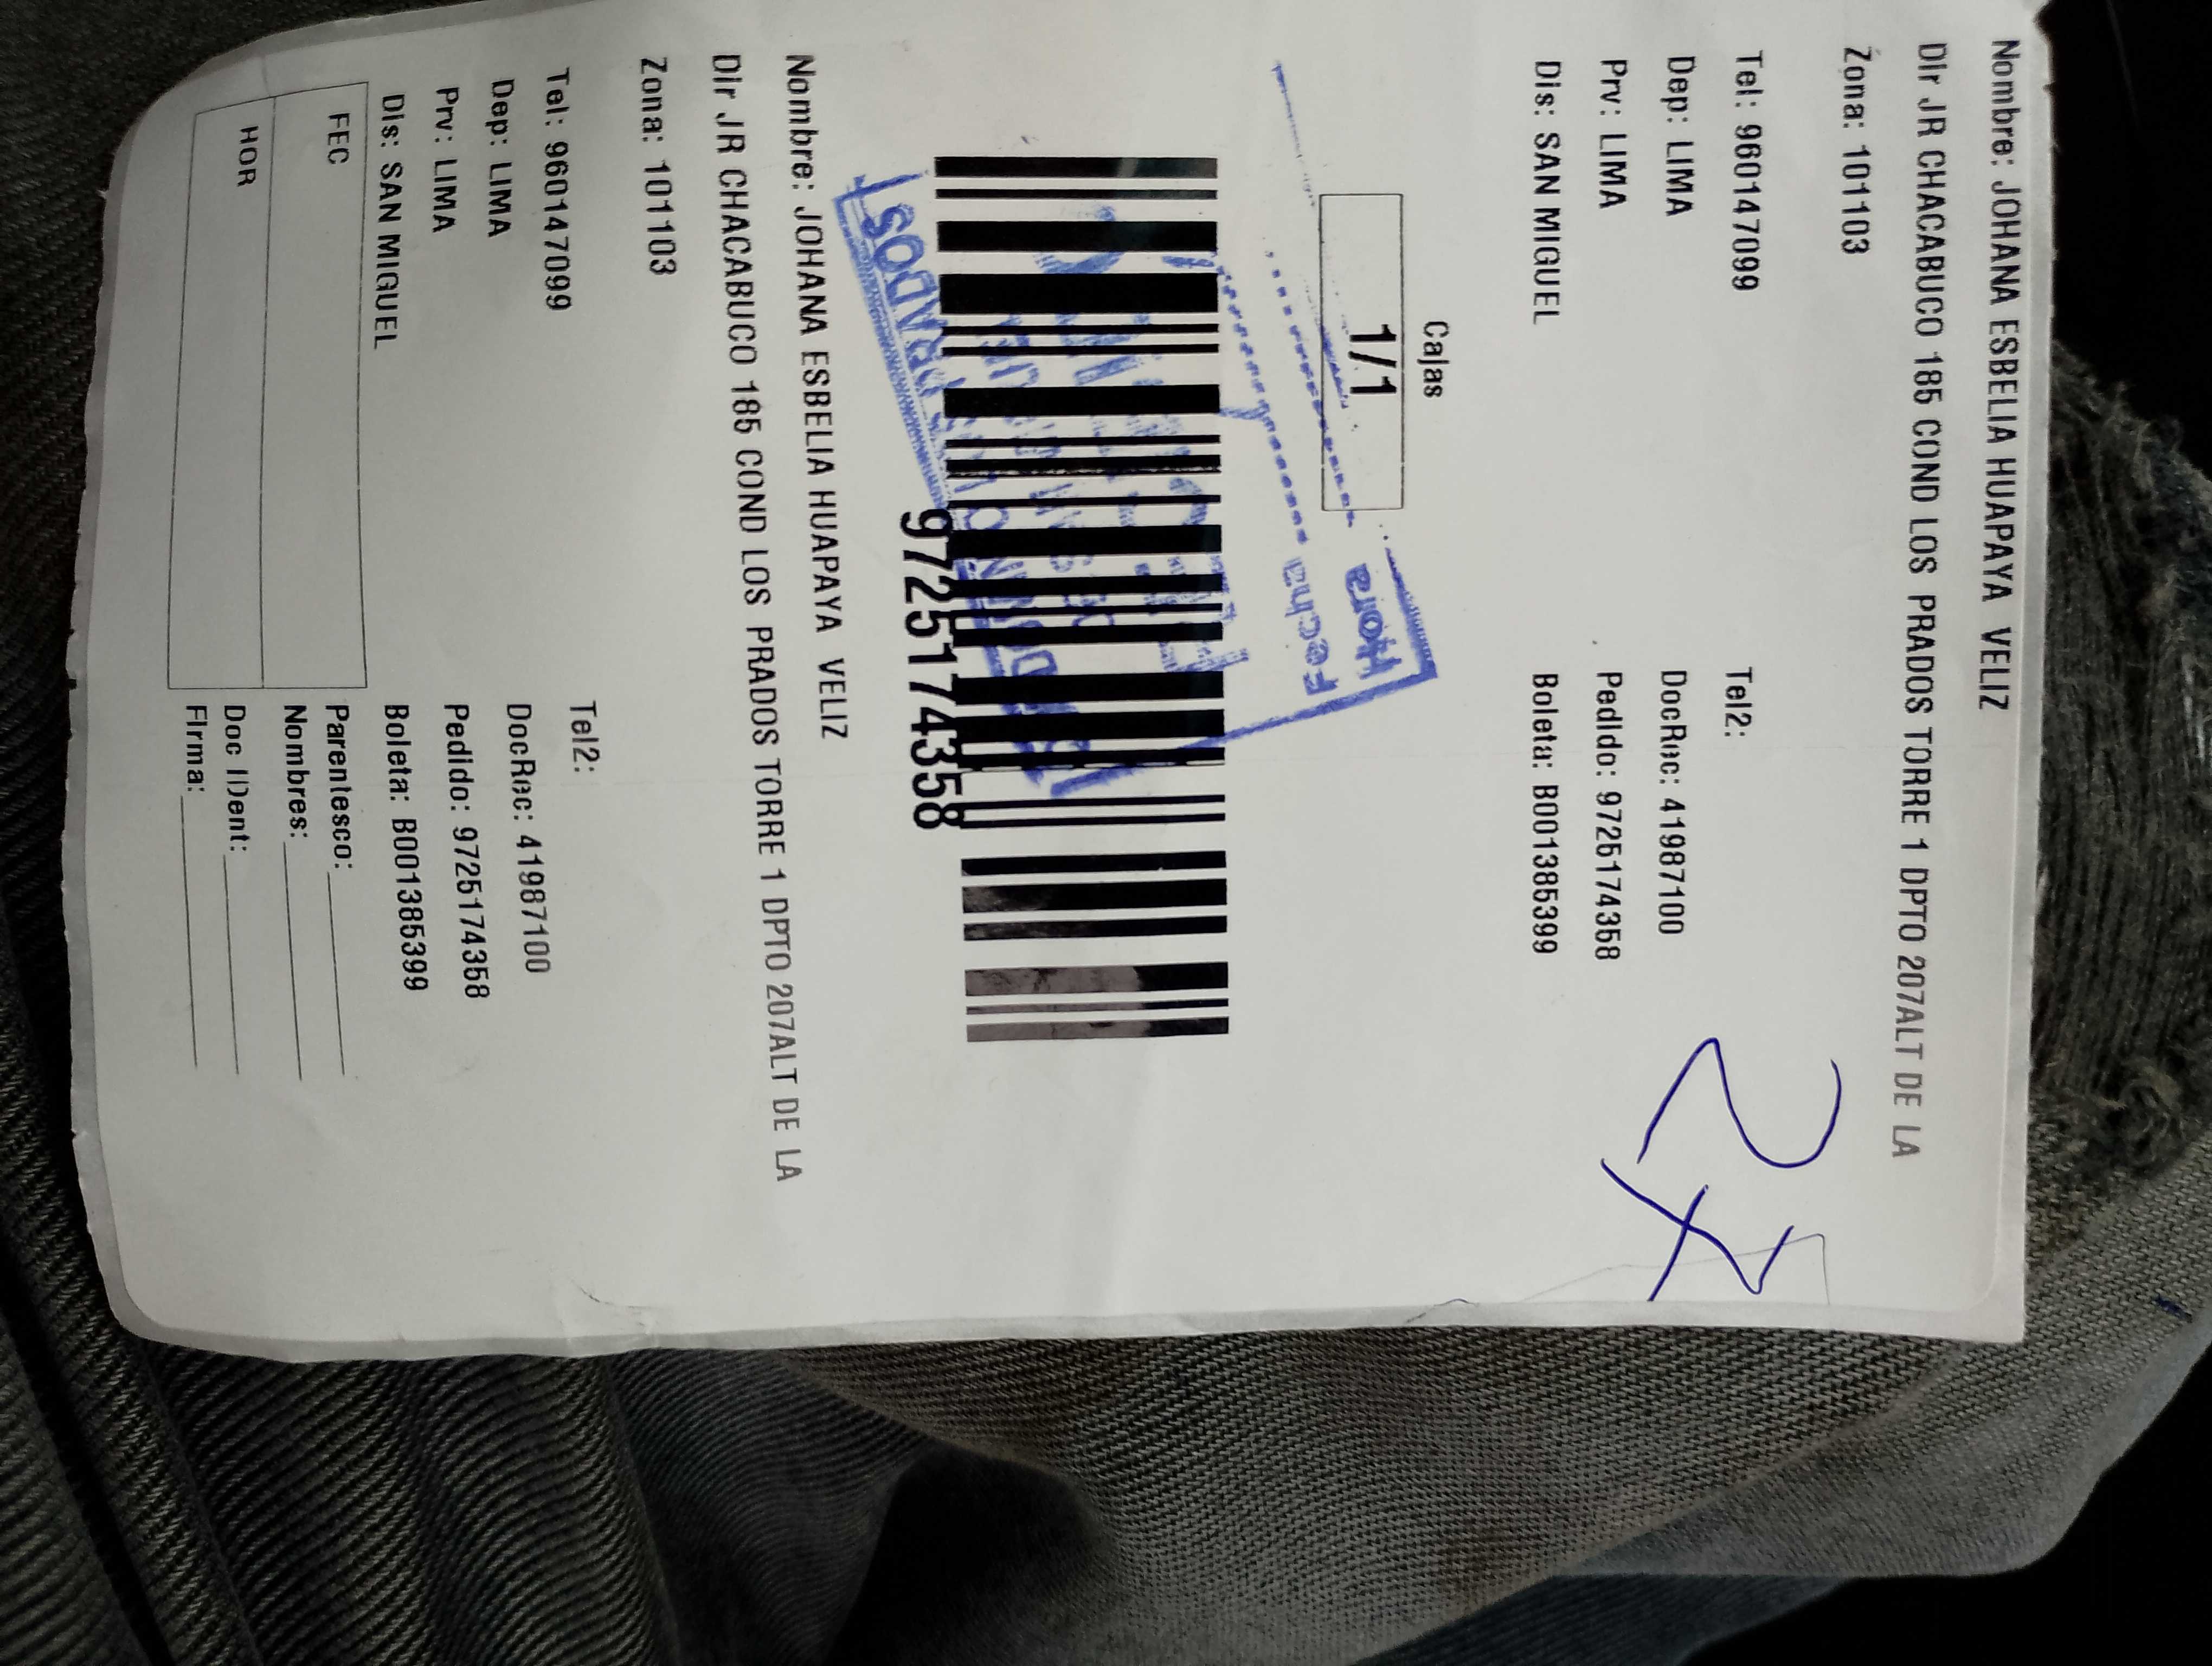 Nombre: JOHANA ESBELIA HUAPAYA VELIZ
Dir JR CHACABUCO 185 COND LOS PRADOS TORRE 1 DPTO 207ALT DE LA
Zona: 101103
Tel: 960147099 Tel2:
Dep: LIMA DocRec: 41987100
Prv: LIMA Pedido: 9725174358
Dis: SAN MIGUEL Boleta: B001385399
Cajas
1/1
Hora
Fecha
PRADOS
9725174358
Nombre: JOHANA ESBELIA HUAPAYA VELIZ
Dir JR CHACABUCO 185 COND LOS PRADOS TORRE 1 DPTO 207ALT DE LA
Zona: 101103
Tel: 960147099 Tel2:
Dep: LIMA DocRec: 41987100
Prv: LIMA Pedido: 9725174358
Dis: SAN MIGUEL Boleta: B001385399
FEC Parentesco:
Nombres:
HOR Doc IDent:
Firma: